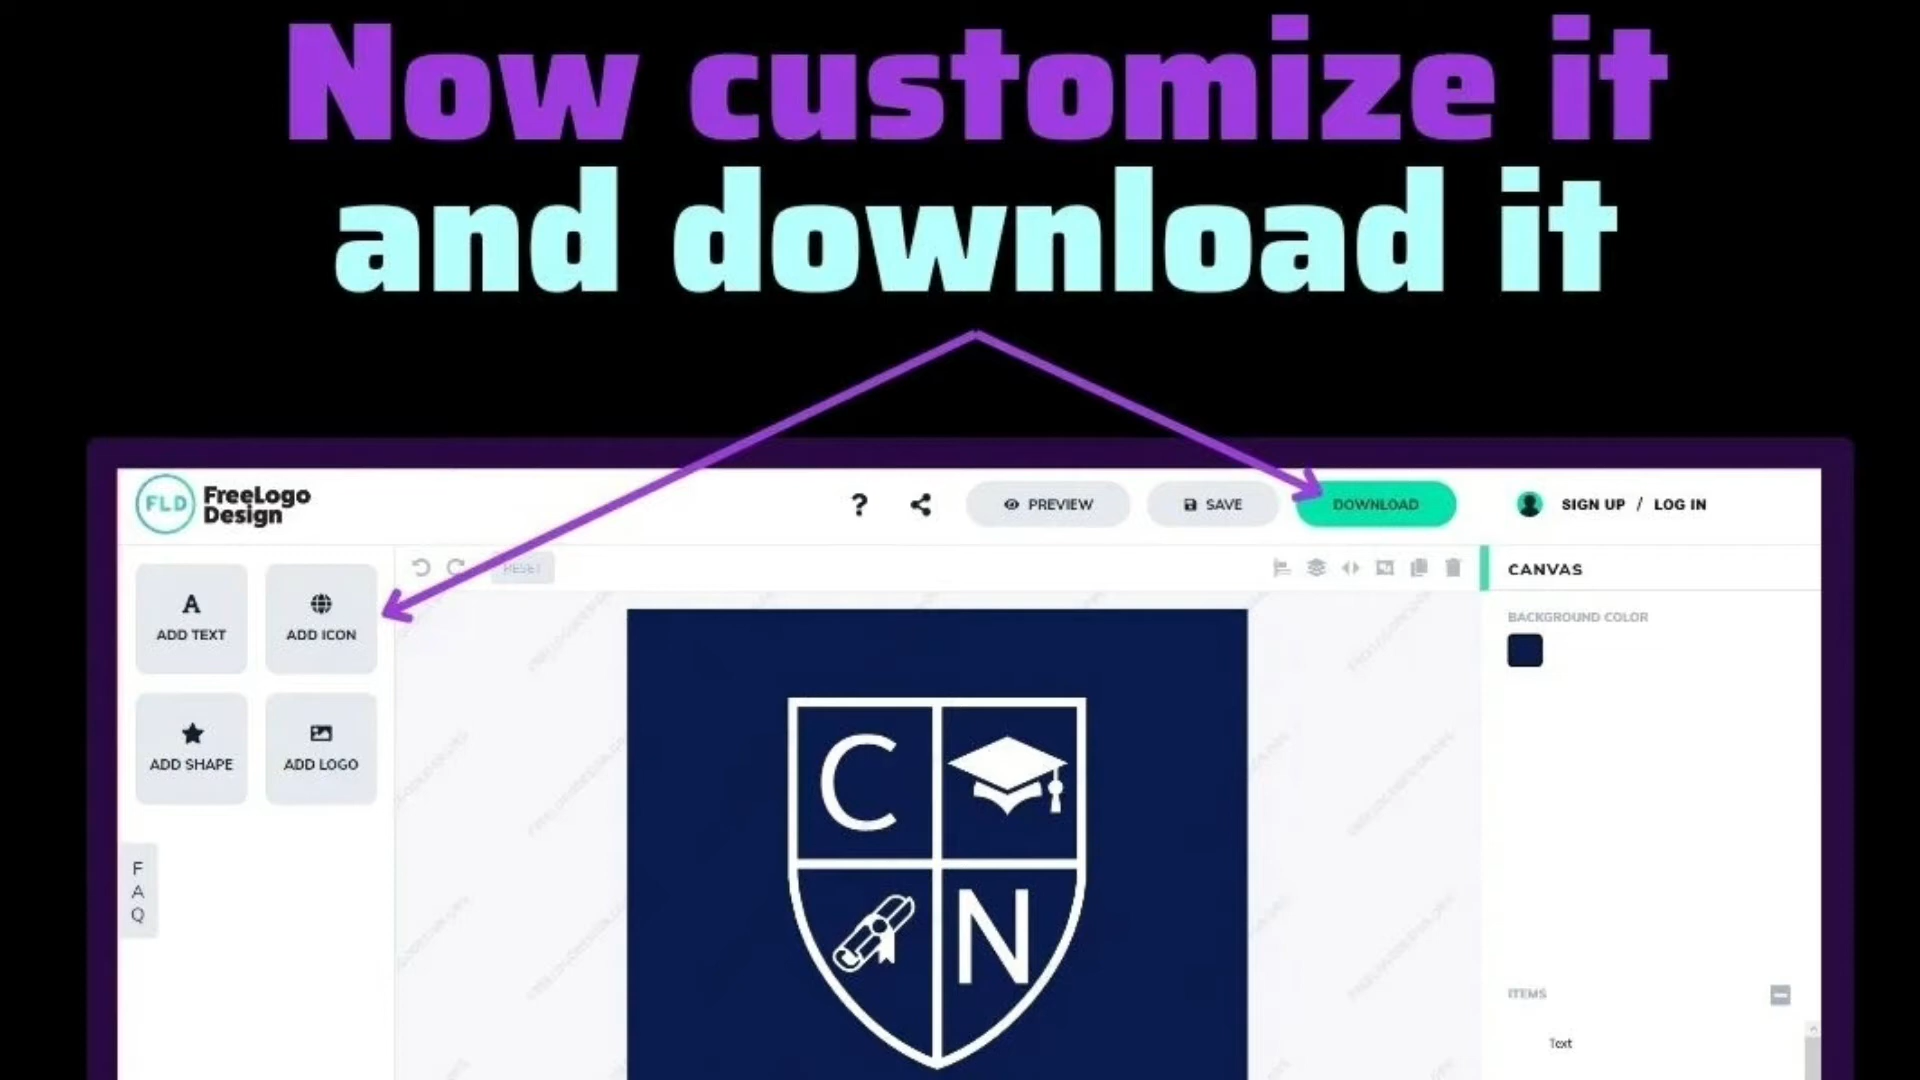 Now customize it
and download it
FLD
FreeLogo
Design
?
PREVIEW
SAVE
DOWNLOAD
SIGN UP / LOG IN
RESET
CANVAS
A
ADD TEXT
ADD ICON
BACKGROUND COLOR
ADD SHAPE
ADD LOGO
C
N
F
A
Q
ITEMS
Text